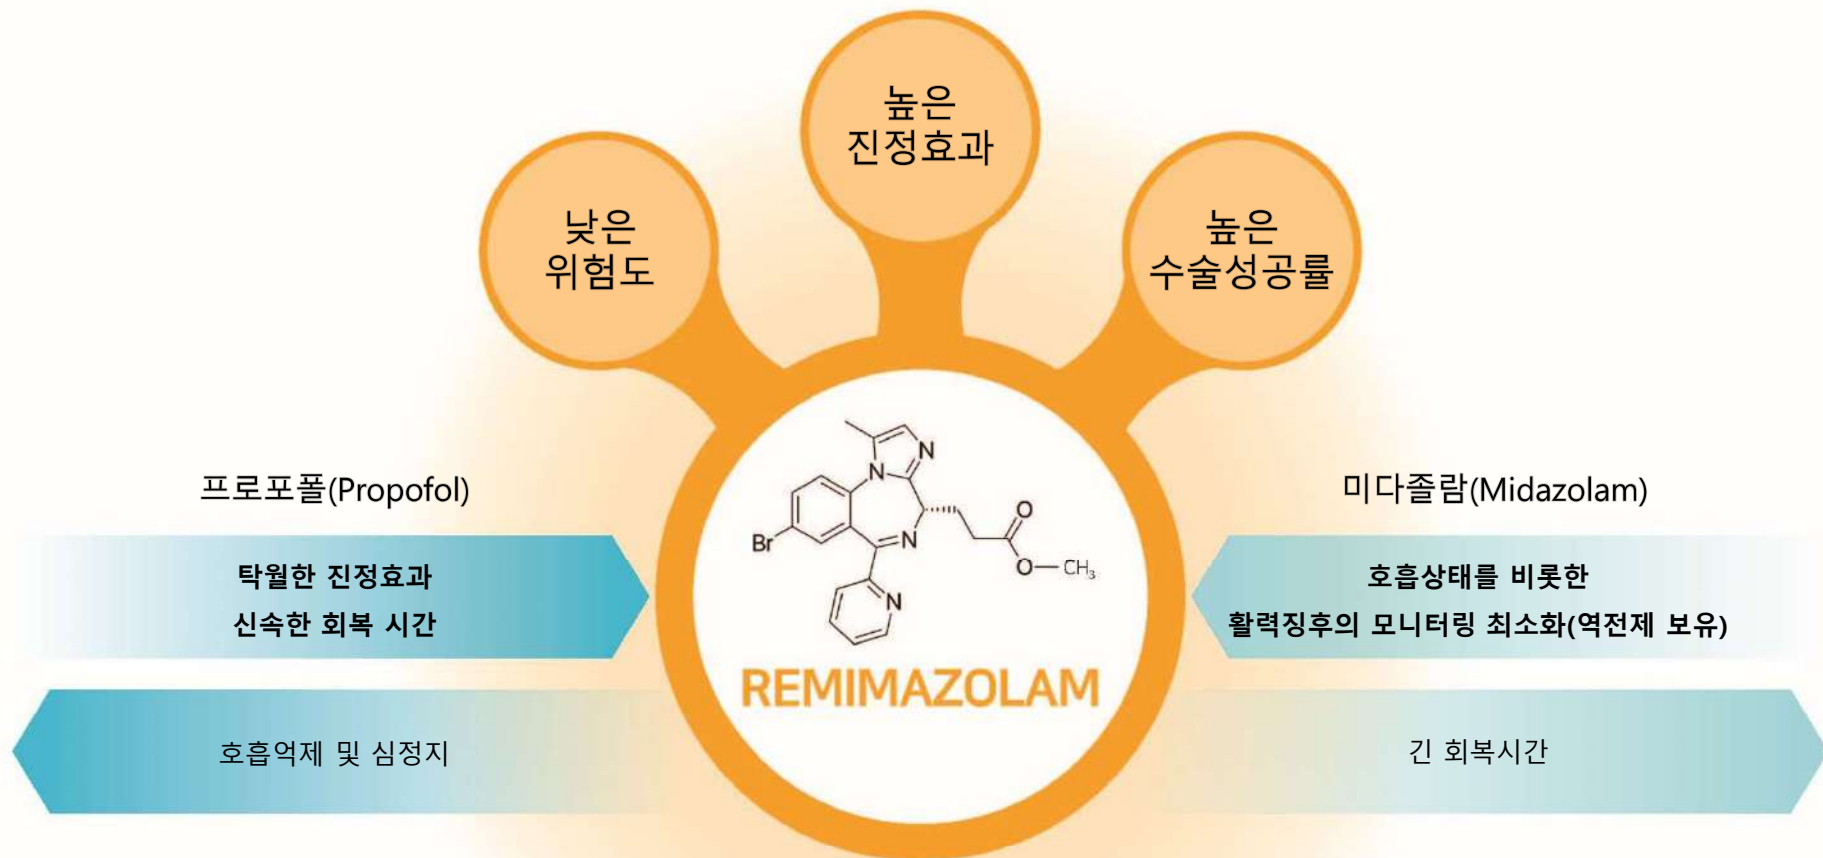 높은
진정효과
낮은
위험도
높은
수술성공률
프로포폴(Propofol)
탁월한 진정효과
신속한 회복 시간
호흡억제 및 심정지
N
N
N
Br
O
O
CH₃
N
REMIMAZOLAM
미다졸람(Midazolam)
호흡상태를 비롯한
활력징후의 모니터링 최소화(역전제 보유)
긴 회복시간